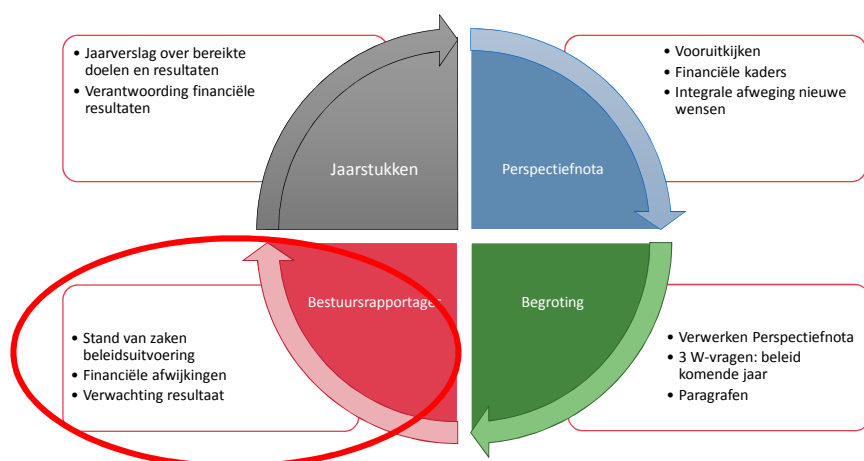 • Jaarverslag over bereikte
doelen en resultaten
• Verantwoording financiële
resultaten
Jaarstukken
Perspectiefnota
• Vooruitkijken
• Financiële kaders
• Integrale afweging nieuwe
wensen
• Stand van zaken
beleidsuitvoering
• Financiële afwijkingen
• Verwachting resultaat
Bestuursrapportages
Begroting
• Verwerken Perspectiefnota
• 3 W-vragen: beleid
komende jaar
• Paragrafen